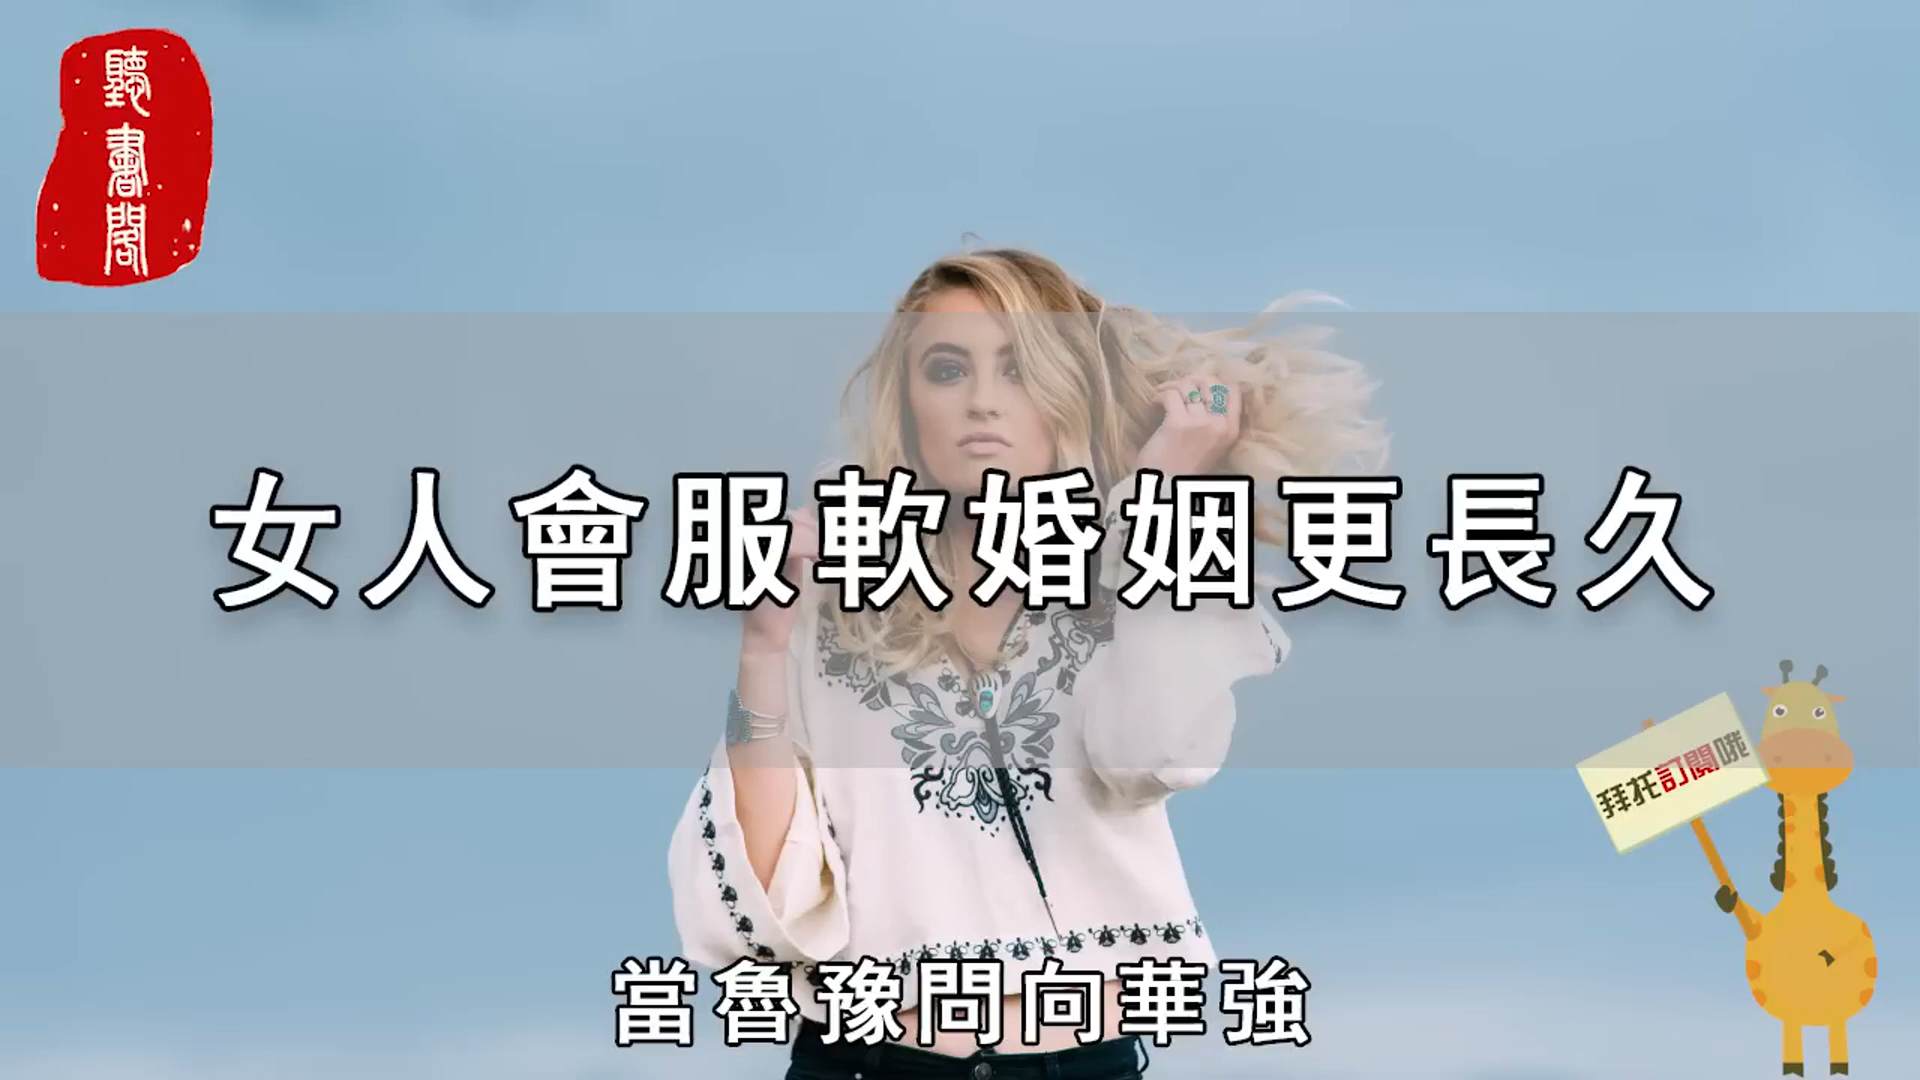 聽書閣
女人會服軟婚姻更長久
拜托訂閱哦
當魯豫問向華強